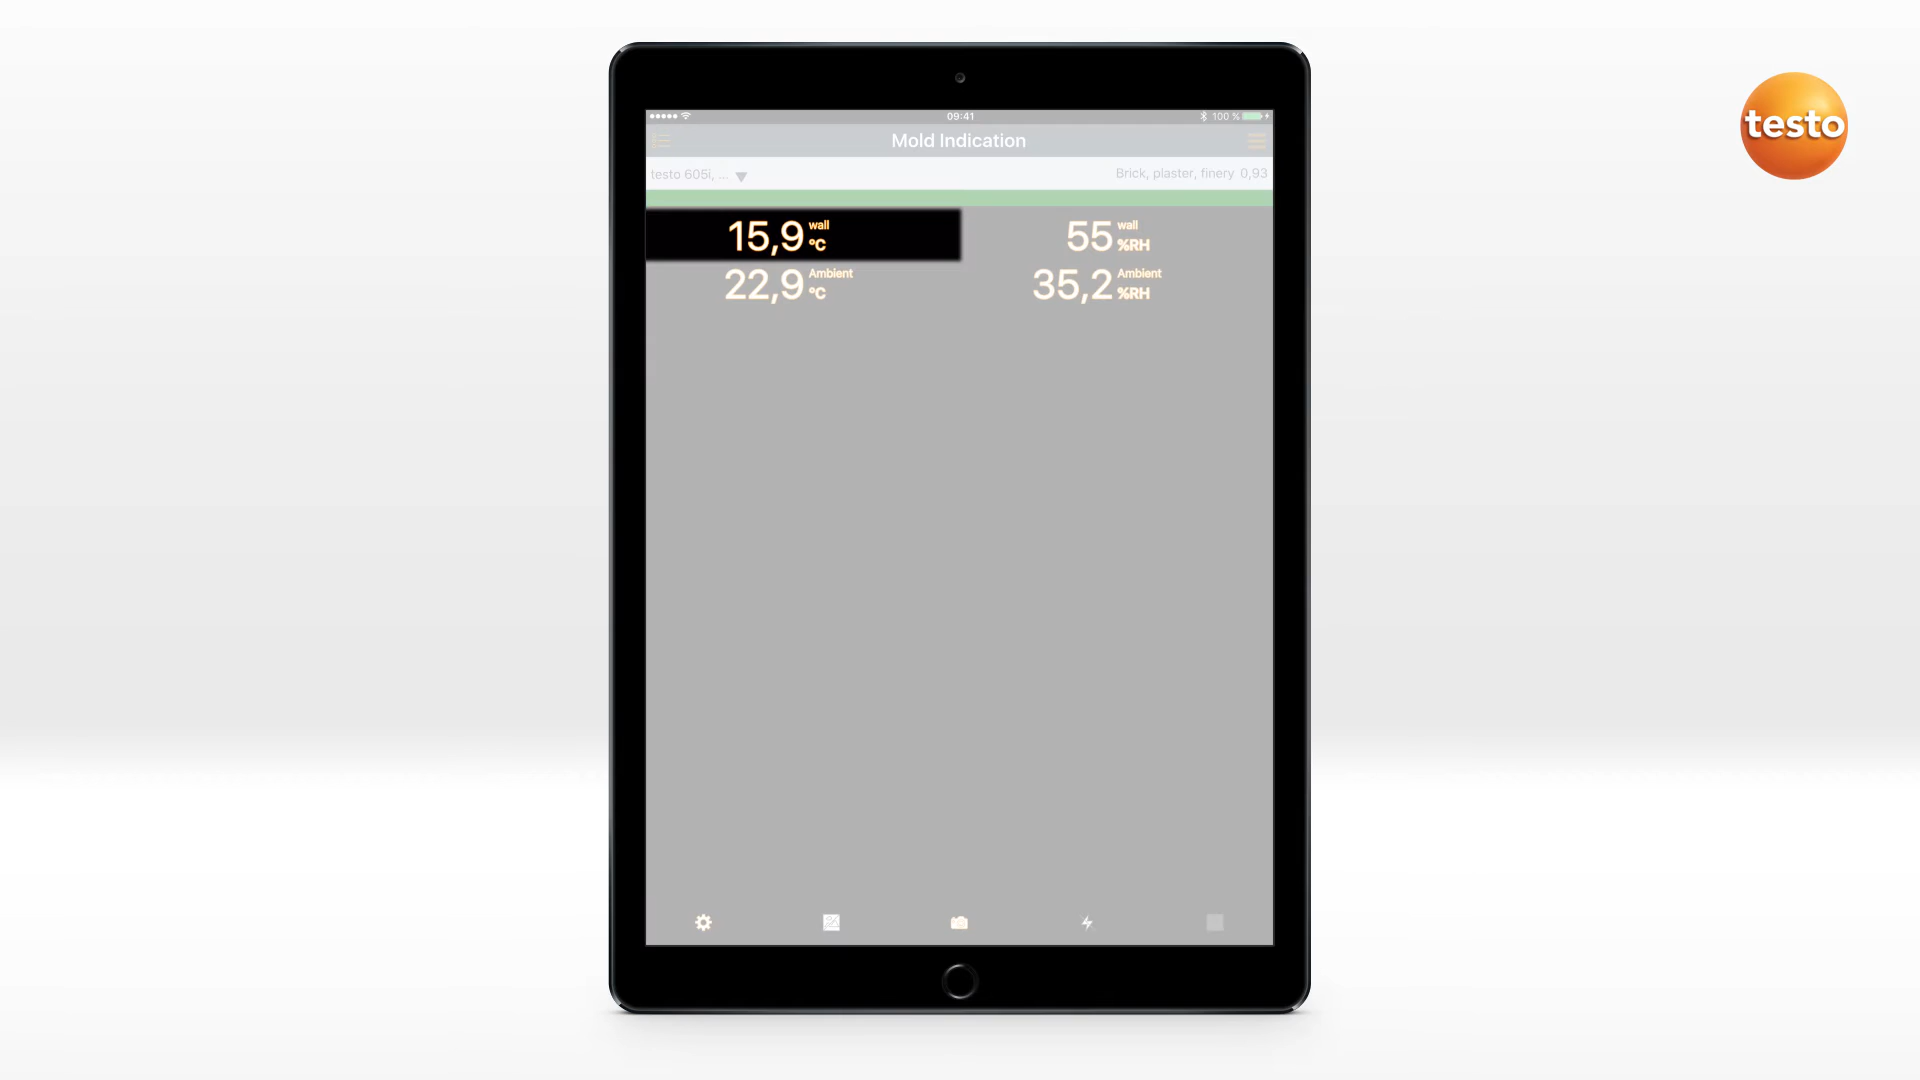 testo
09:41
100 %
Mold Indication
testo 605i, ...
Brick, plaster, finery 0,93
15,9 wall °C
55 wall %RH
22,9 Ambient °C
35,2 Ambient %RH